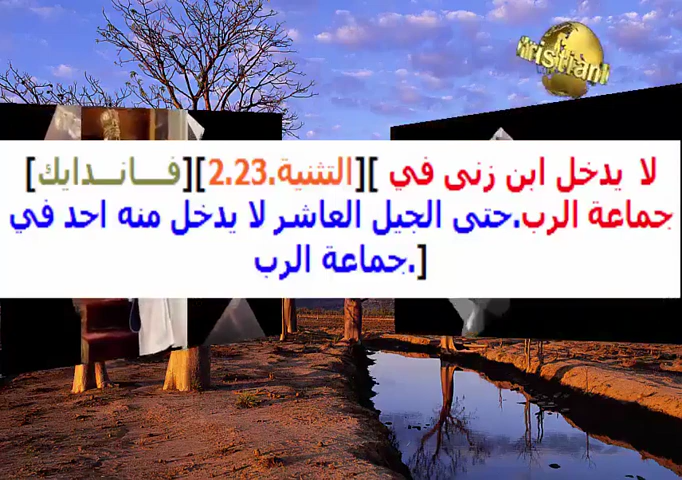 [فــانــدايك][التثنية.2.23][ لا يدخل ابن زنى في
جماعة الرب.حتى الجيل العاشر لا يدخل منه احد في
جماعة الرب.]